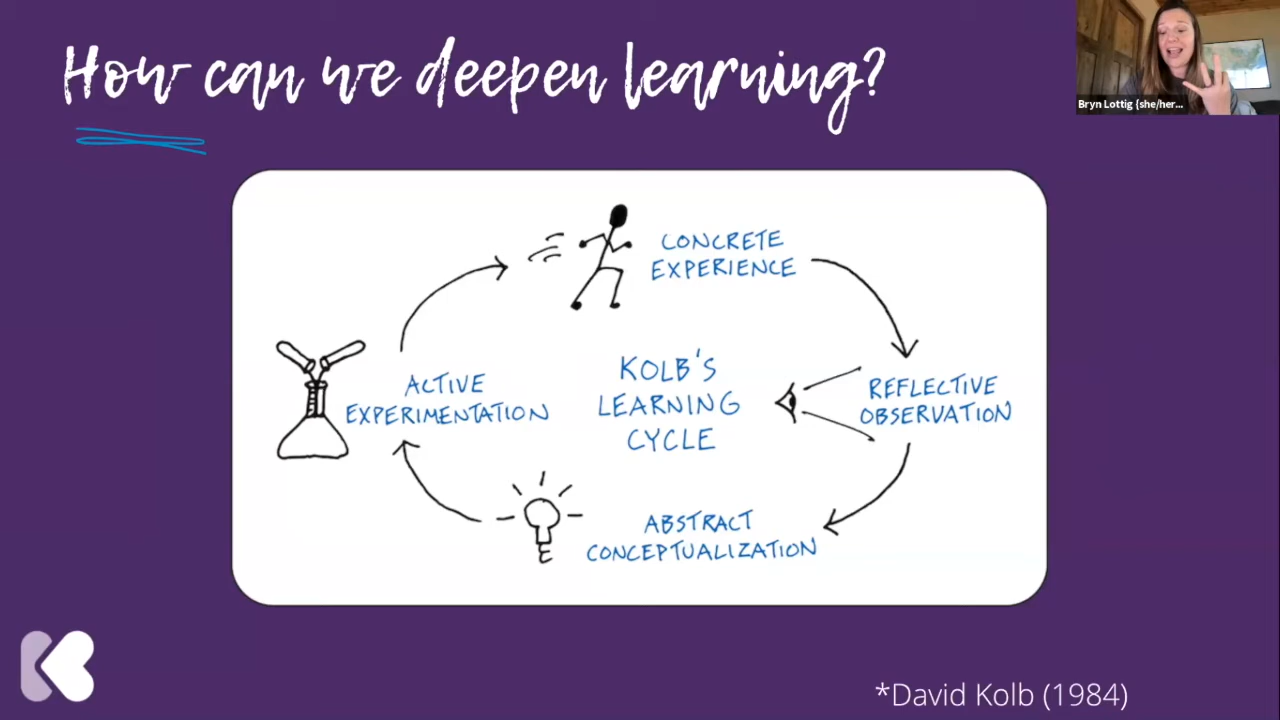 How can we deepen learning?
Bryn Lottig {she/her...
CONCRETE
EXPERIENCE
KOLB'S
LEARNING
CYCLE
REFLECTIVE
OBSERVATION
ACTIVE
EXPERIMENTATION
ABSTRACT
CONCEPTUALIZATION
*David Kolb (1984)